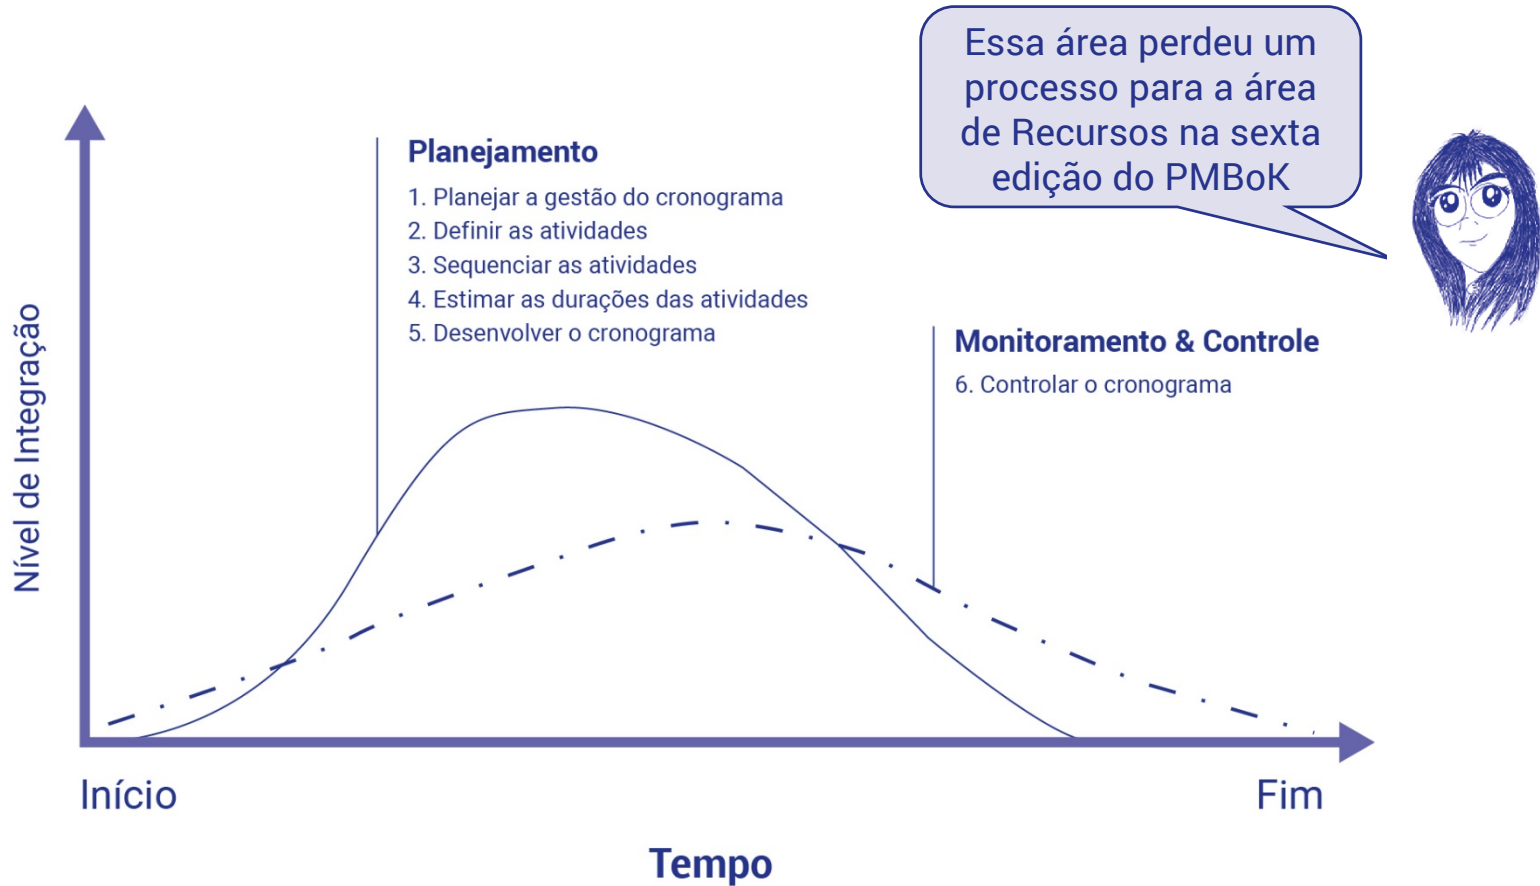 Essa área perdeu um
processo para a área
de Recursos na sexta
edição do PMBoK
Planejamento
1. Planejar a gestão do cronograma
2. Definir as atividades
3. Sequenciar as atividades
4. Estimar as durações das atividades
5. Desenvolver o cronograma
Monitoramento & Controle
6. Controlar o cronograma
Nível de Integração
Início
Fim
Tempo